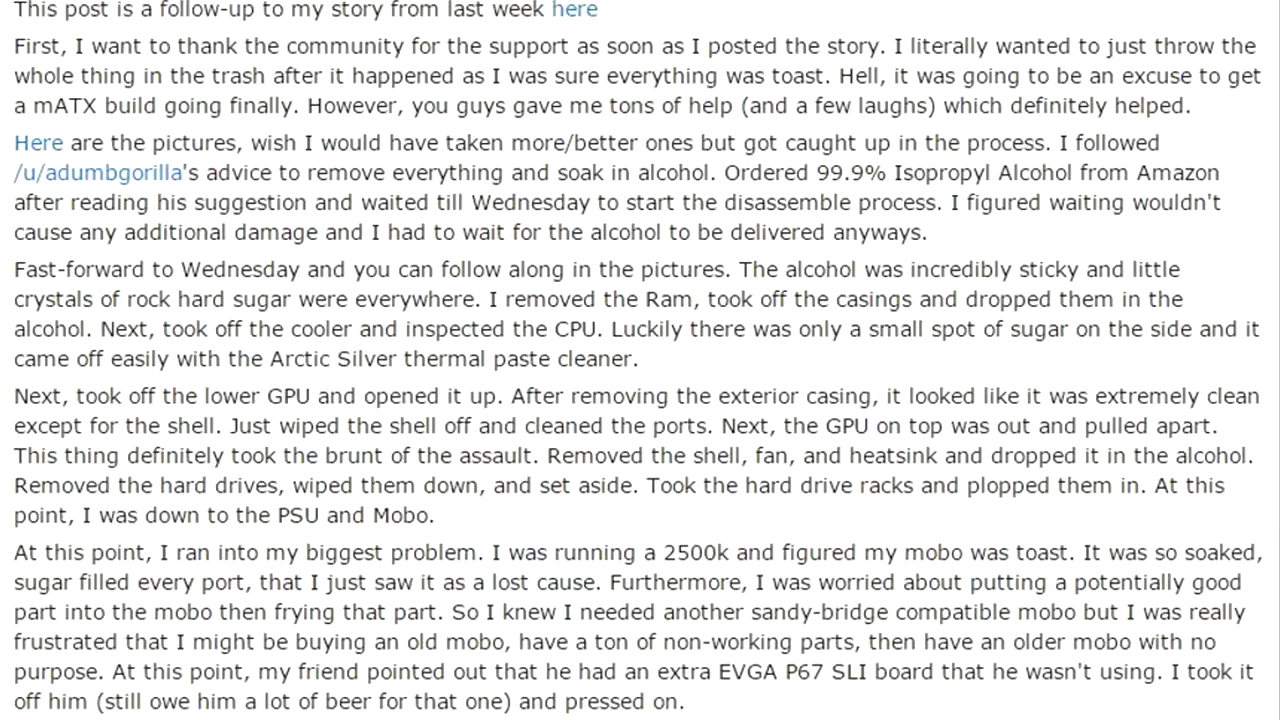 This post is a follow-up to my story from last week here
First, I want to thank the community for the support as soon as I posted the story. I literally wanted to just throw the
whole thing in the trash after it happened as I was sure everything was toast. Hell, it was going to be an excuse to get
a mATX build going finally. However, you guys gave me tons of help (and a few laughs) which definitely helped.
Here are the pictures, wish I would have taken more/better ones but got caught up in the process. I followed
/u/adumbgorilla's advice to remove everything and soak in alcohol. Ordered 99.9% Isopropyl Alcohol from Amazon
after reading his suggestion and waited till Wednesday to start the disassemble process. I figured waiting wouldn't
cause any additional damage and I had to wait for the alcohol to be delivered anyways.
Fast-forward to Wednesday and you can follow along in the pictures. The alcohol was incredibly sticky and little
crystals of rock hard sugar were everywhere. I removed the Ram, took off the casings and dropped them in the
alcohol. Next, took off the cooler and inspected the CPU. Luckily there was only a small spot of sugar on the side and it
came off easily with the Arctic Silver thermal paste cleaner.
Next, took off the lower GPU and opened it up. After removing the exterior casing, it looked like it was extremely clean
except for the shell. Just wiped the shell off and cleaned the ports. Next, the GPU on top was out and pulled apart.
This thing definitely took the brunt of the assault. Removed the shell, fan, and heatsink and dropped it in the alcohol.
Removed the hard drives, wiped them down, and set aside. Took the hard drive racks and plopped them in. At this
point, I was down to the PSU and Mobo.
At this point, I ran into my biggest problem. I was running a 2500k and figured my mobo was toast. It was so soaked,
sugar filled every port, that I just saw it as a lost cause. Furthermore, I was worried about putting a potentially good
part into the mobo then frying that part. So I knew I needed another sandy-bridge compatible mobo but I was really
frustrated that I might be buying an old mobo, have a ton of non-working parts, then have an older mobo with no
purpose. At this point, my friend pointed out that he had an extra EVGA P67 SLI board that he wasn't using. I took it
off him (still owe him a lot of beer for that one) and pressed on.